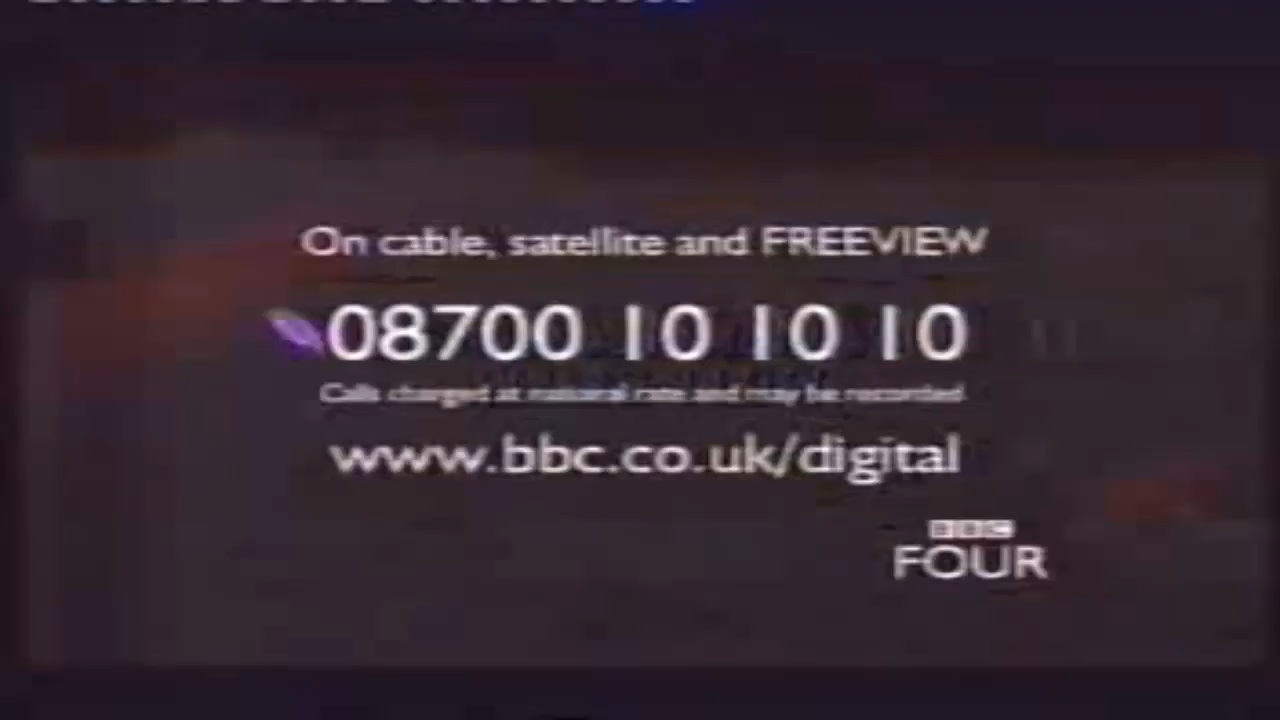 On cable, satellite and FREEVIEW
08700 10 10 10
Calls charged at national rate and may be recorded
www.bbc.co.uk/digital
BBC
FOUR